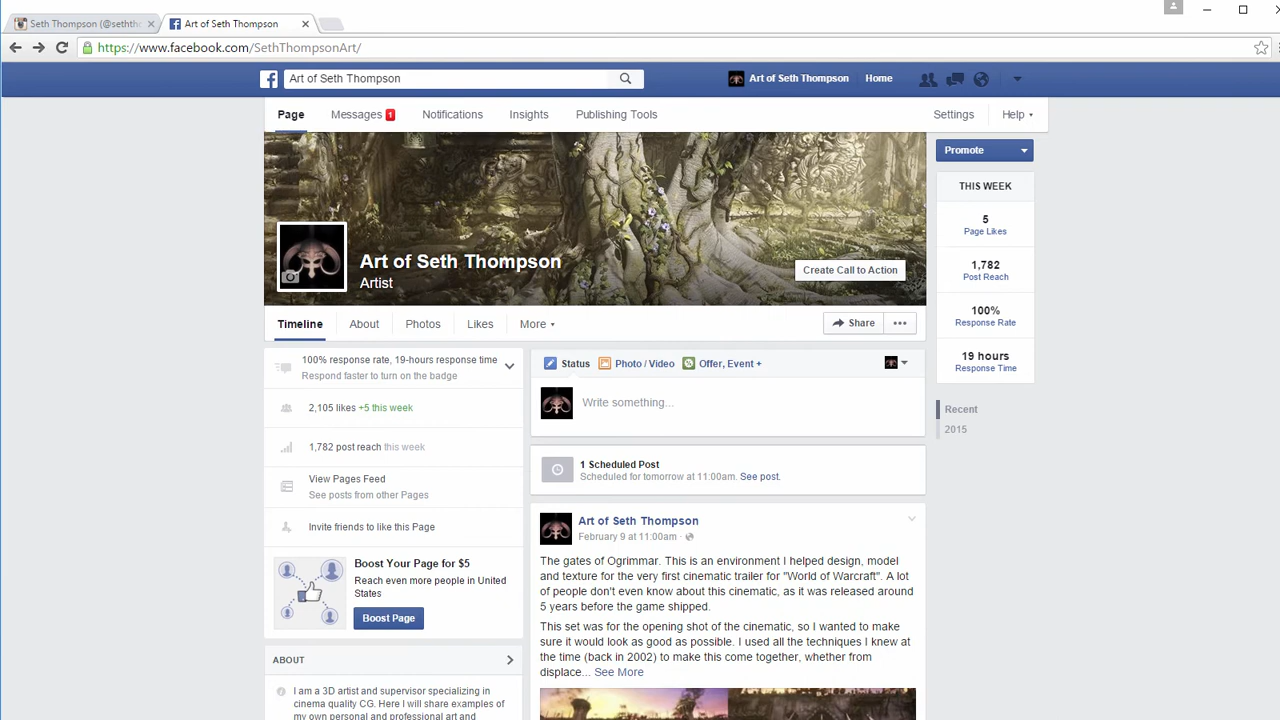 Seth Thompson (@seththo
Art of Seth Thompson
https://www.facebook.com/SethThompsonArt/
Art of Seth Thompson
Art of Seth Thompson
Home
Page
Messages 1
Notifications
Insights
Publishing Tools
Settings
Help
Promote
THIS WEEK
5
Page Likes
1,782
Post Reach
100%
Response Rate
19 hours
Response Time
Recent
2015
Art of Seth Thompson
Artist
Create Call to Action
Timeline
About
Photos
Likes
More
Share
100% response rate, 19-hours response time
Respond faster to turn on the badge
2,105 likes +5 this week
1,782 post reach this week
View Pages Feed
See posts from other Pages
Invite friends to like this Page
Boost Your Page for $5
Reach even more people in United
States
Boost Page
ABOUT
I am a 3D artist and supervisor specializing in
cinema quality CG. Here I will share examples of
my own personal and professional art and
Status
Photo / Video
Offer, Event +
Write something...
1 Scheduled Post
Scheduled for tomorrow at 11:00am. See post.
Art of Seth Thompson
February 9 at 11:00am ·
The gates of Ogrimmar. This is an environment I helped design, model
and texture for the very first cinematic trailer for "World of Warcraft". A lot
of people don't even know about this cinematic, as it was released around
5 years before the game shipped.
This set was for the opening shot of the cinematic, so I wanted to make
sure it would look as good as possible. I used all the techniques I knew at
the time (back in 2002) to make this come together, whether from
displace... See More